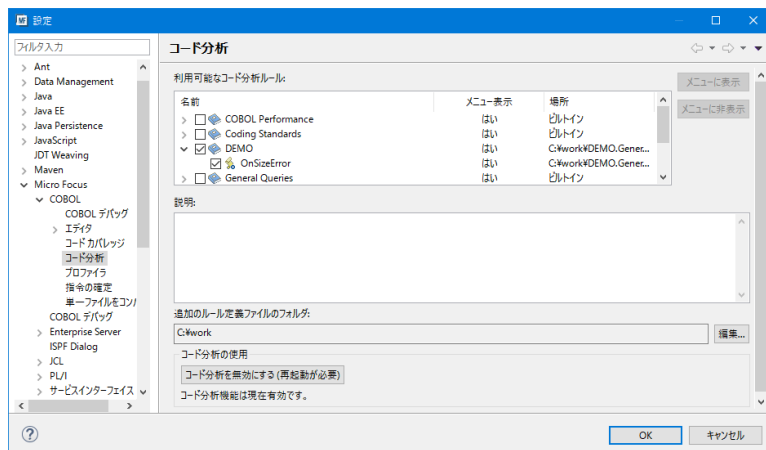 設定
フィルタ入力
Ant
Data Management
Java
Java EE
Java Persistence
JavaScript
JDT Weaving
Maven
Micro Focus
COBOL
COBOL デバッグ
エディタ
コード カバレッジ
コード分析
プロファイラ
指令の確定
単一ファイルをコンパ
COBOL デバッグ
Enterprise Server
ISPF Dialog
JCL
PL/I
サービスインターフェイス
コード分析
利用可能なコード分析ルール:
名前 メニュー表示 場所
COBOL Performance はい ビルトイン
Coding Standards はい ビルトイン
DEMO はい C:¥work¥DEMO.Gener...
OnSizeError はい C:¥work¥DEMO.Gener...
General Queries はい ビルトイン
メニューに表示
メニューに非表示
説明:
追加のルール定義ファイルのフォルダ:
C:¥work
編集...
コード分析の使用
コード分析を無効にする(再起動が必要)
コード分析機能は現在有効です。
OK
キャンセル